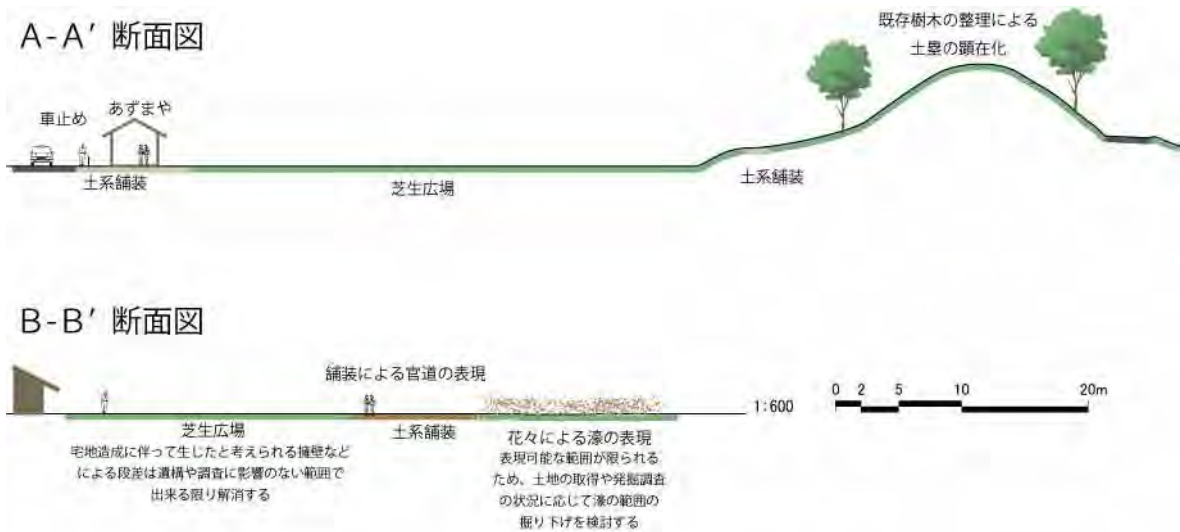 A-A′ 断面図
既存樹木の整理による
土塁の顕在化
車止め
あずまや
土系舗装
芝生広場
土系舗装
B-B′ 断面図
舗装による官道の表現
1:600
0 2 5 10 20m
芝生広場
宅地造成に伴って生じたと考えられる擁壁など
による段差は遺構や調査に影響のない範囲で
出来る限り解消する
土系舗装
花々による濠の表現
表現可能な範囲が限られる
ため、土地の取得や発掘調査
の状況に応じて濠の範囲の
掘り下げを検討する